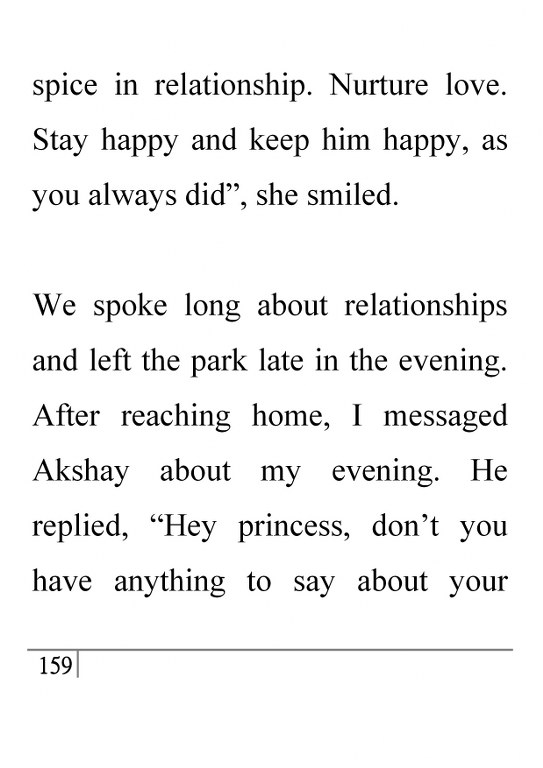 spice in relationship. Nurture love.
Stay happy and keep him happy, as
you always did”, she smiled.
We spoke long about relationships
and left the park late in the evening.
After reaching home, I messaged
Akshay about my evening. He
replied, “Hey princess, don’t you
have anything to say about your
159